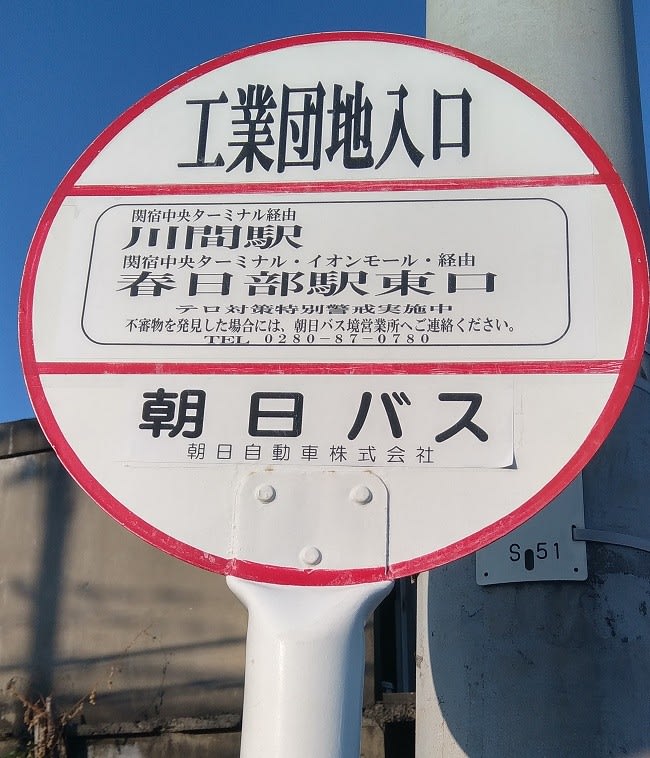 工業団地入口
関宿中央ターミナル経由
川間駅
関宿中央ターミナル・イオンモール・経由
春日部駅東口
テロ対策特別警戒実施中
不審物を発見した場合には、朝日バス境営業所へご連絡ください。
TEL 0280-87-0780
朝日バス
朝日自動車株式会社
S 51